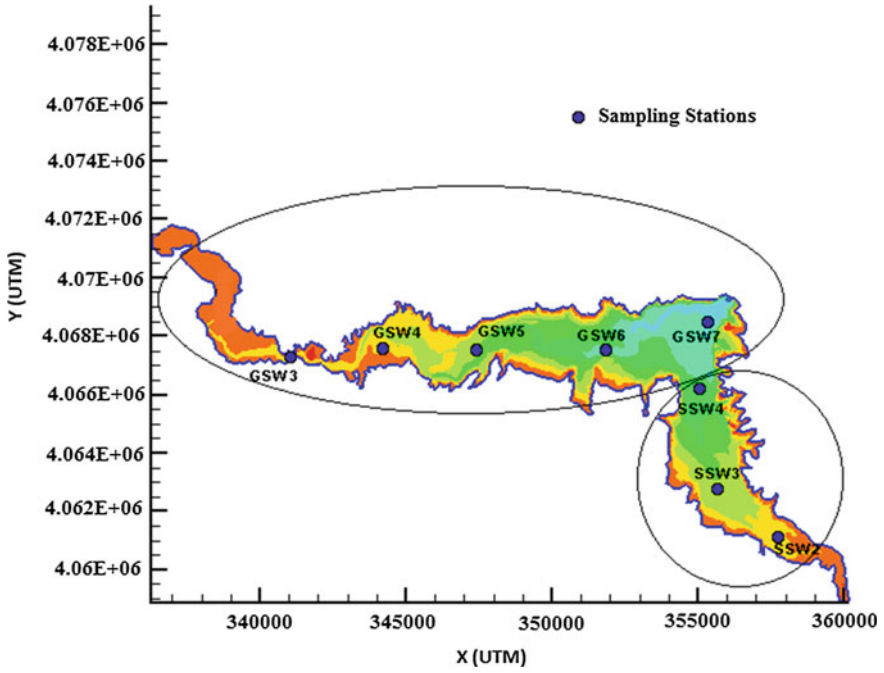 4.078E+06
4.076E+06
Sampling Stations
4.074E+06
4.072E+06
4.07E+06
Y (UTM)
4.068E+06
GSW4
GSW5
GSW6
GSW7
GSW3
4.066E+06
SSW4
4.064E+06
SSW3
4.062E+06
SSW2
4.06E+06
340000
345000
350000
355000
360000
X (UTM)